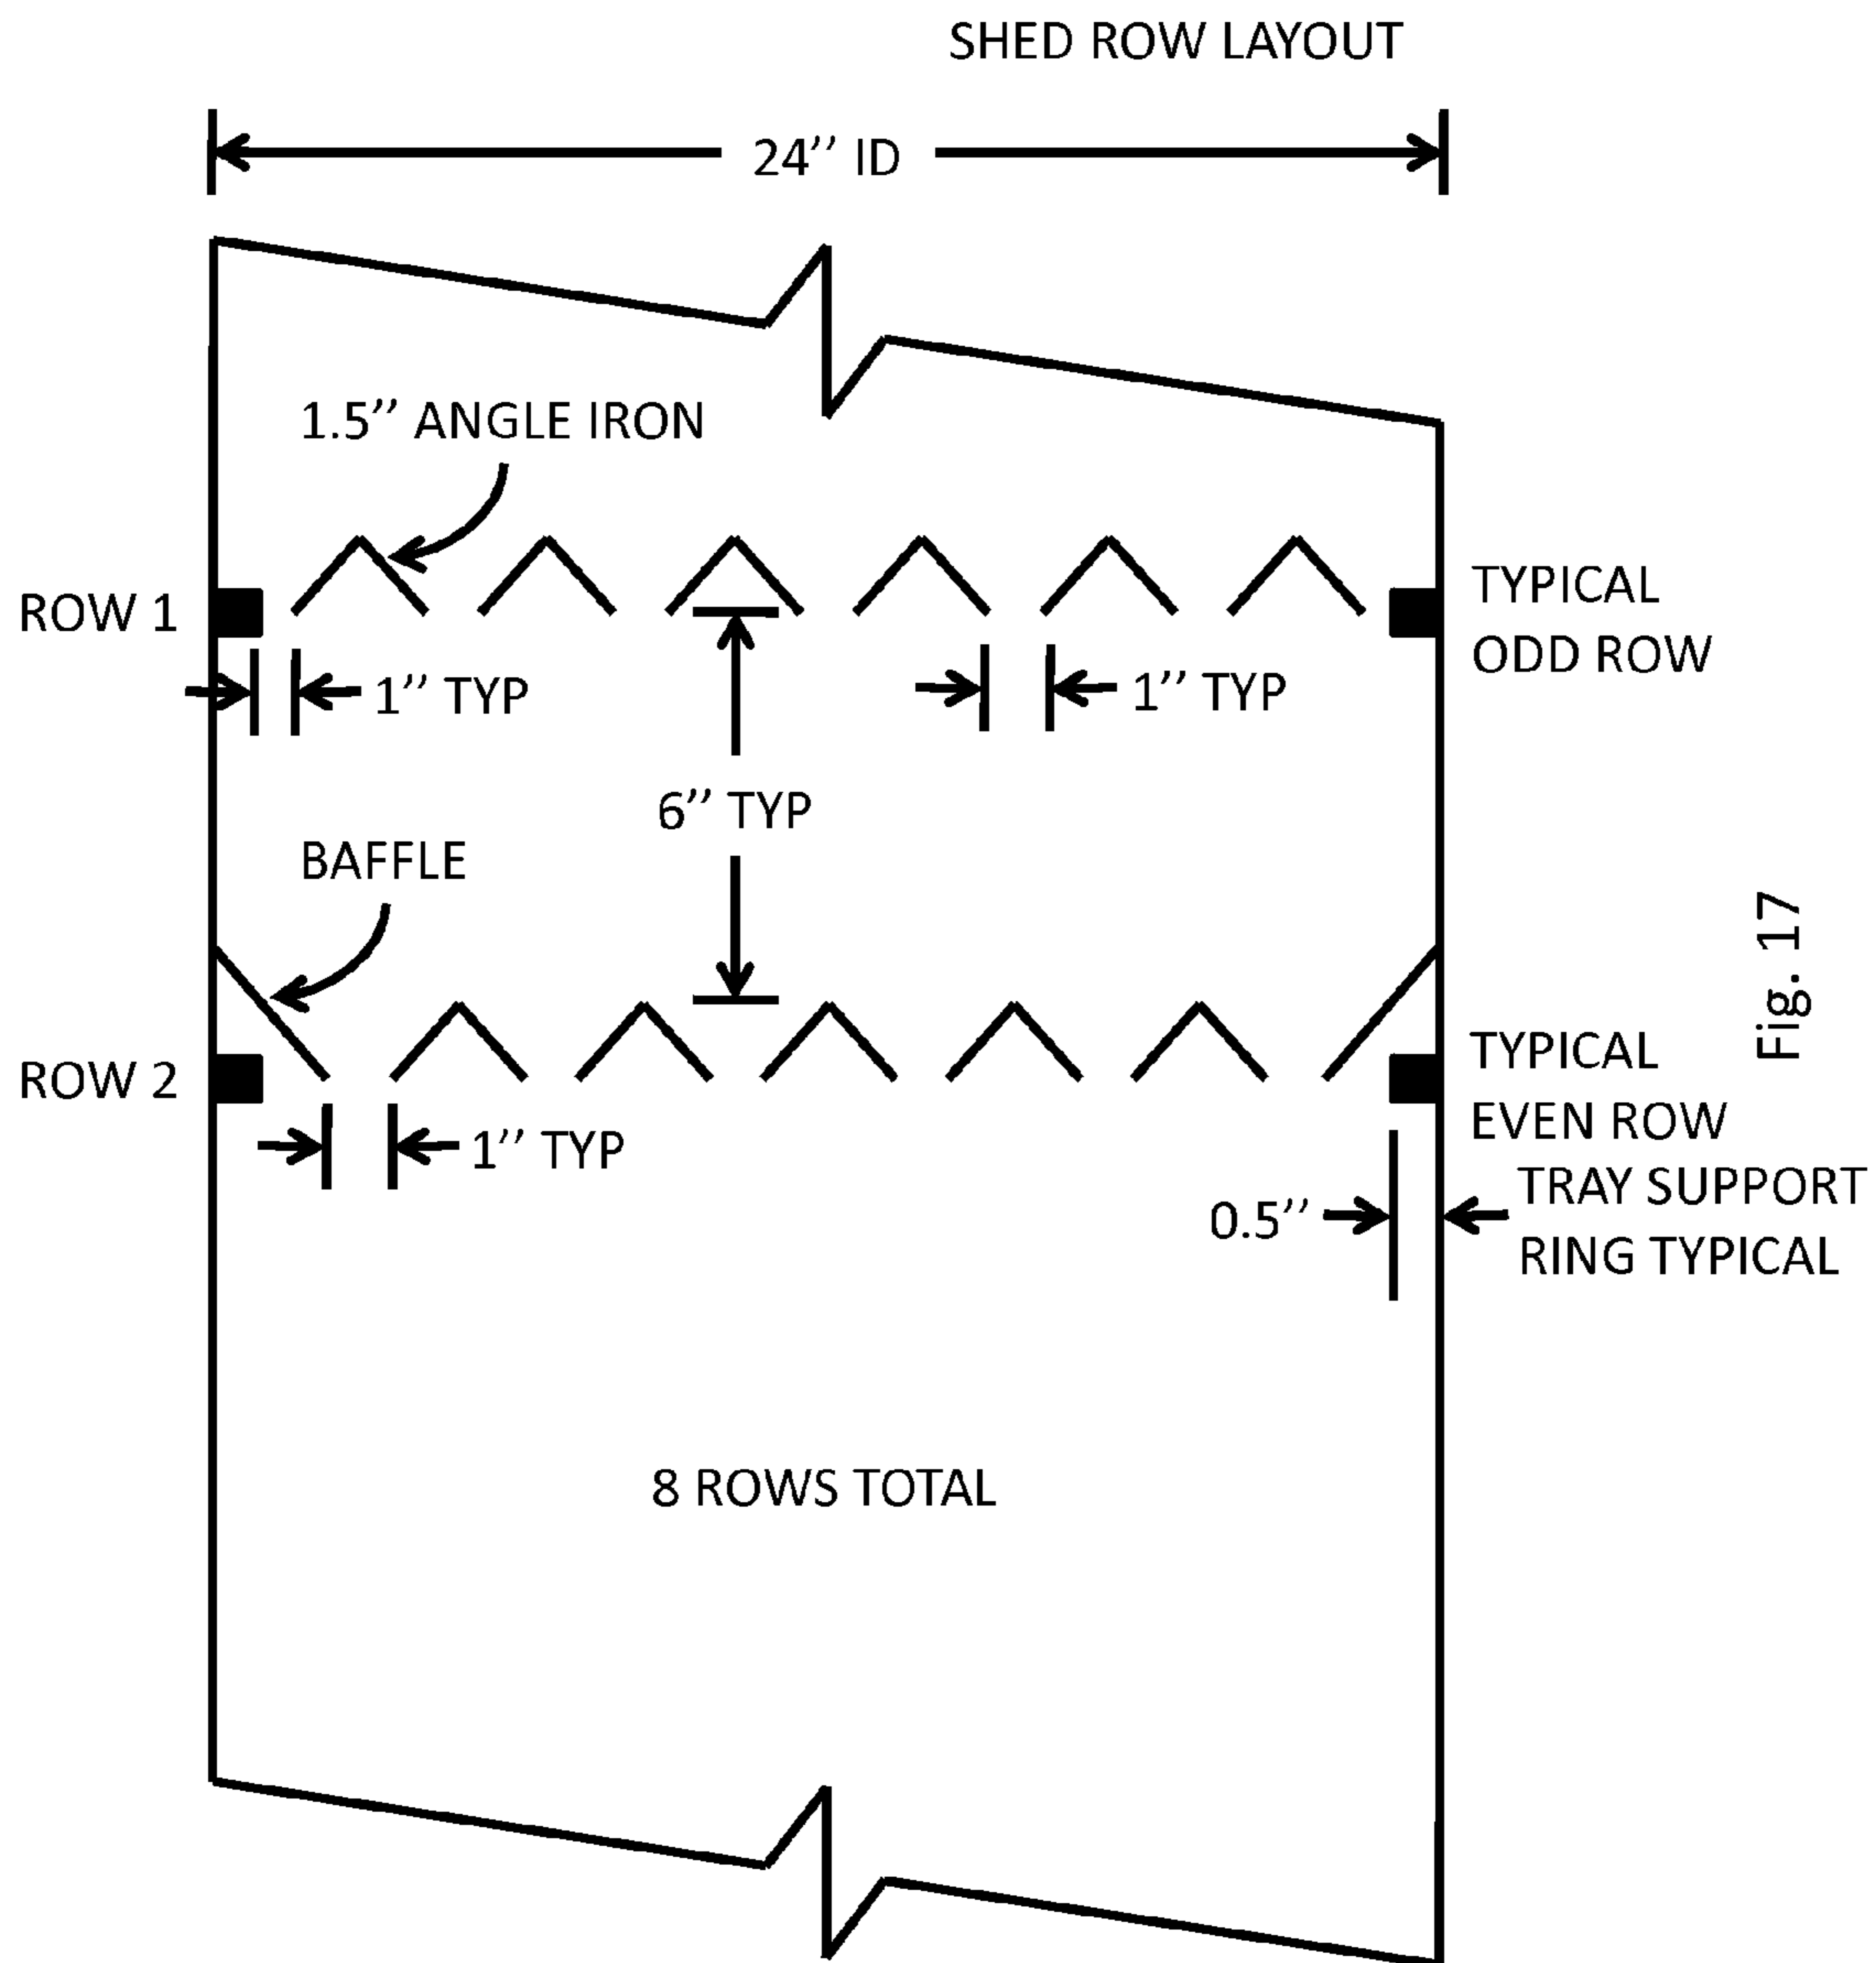 SHED ROW LAYOUT
24’’ ID
1.5’’ ANGLE IRON
ROW 1
TYPICAL
ODD ROW
1’’ TYP
1’’ TYP
6’’ TYP
BAFFLE
Fig. 17
ROW 2
TYPICAL
EVEN ROW
1’’ TYP
0.5’’
TRAY SUPPORT
RING TYPICAL
8 ROWS TOTAL